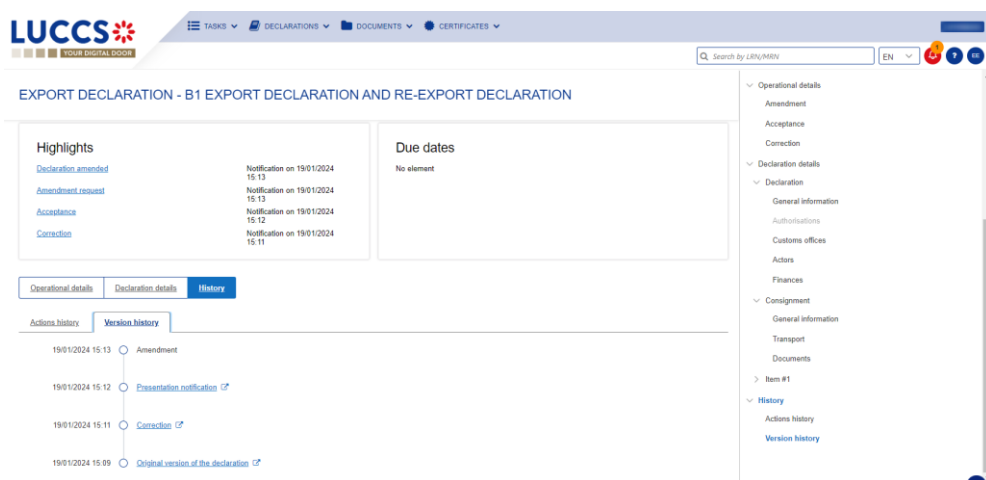 LUCCS
YOUR DIGITAL DOOR
TASKS
DECLARATIONS
DOCUMENTS
CERTIFICATES
Search by LRN/MRN
EN
1
?
EE
EXPORT DECLARATION - B1 EXPORT DECLARATION AND RE-EXPORT DECLARATION
Highlights
Declaration amended Notification on 19/01/2024
15:13
Amendment request Notification on 19/01/2024
15:13
Acceptance Notification on 19/01/2024
15:12
Correction Notification on 19/01/2024
15:11
Due dates
No element
Operational details Declaration details History
Actions history Version history
19/01/2024 15:13 Amendment
19/01/2024 15:12 Presentation notification
19/01/2024 15:11 Correction
19/01/2024 15:09 Original version of the declaration
Operational details
Amendment
Acceptance
Correction
Declaration details
Declaration
General information
Authorisations
Customs offices
Actors
Finances
Consignment
General information
Transport
Documents
Item #1
History
Actions history
Version history